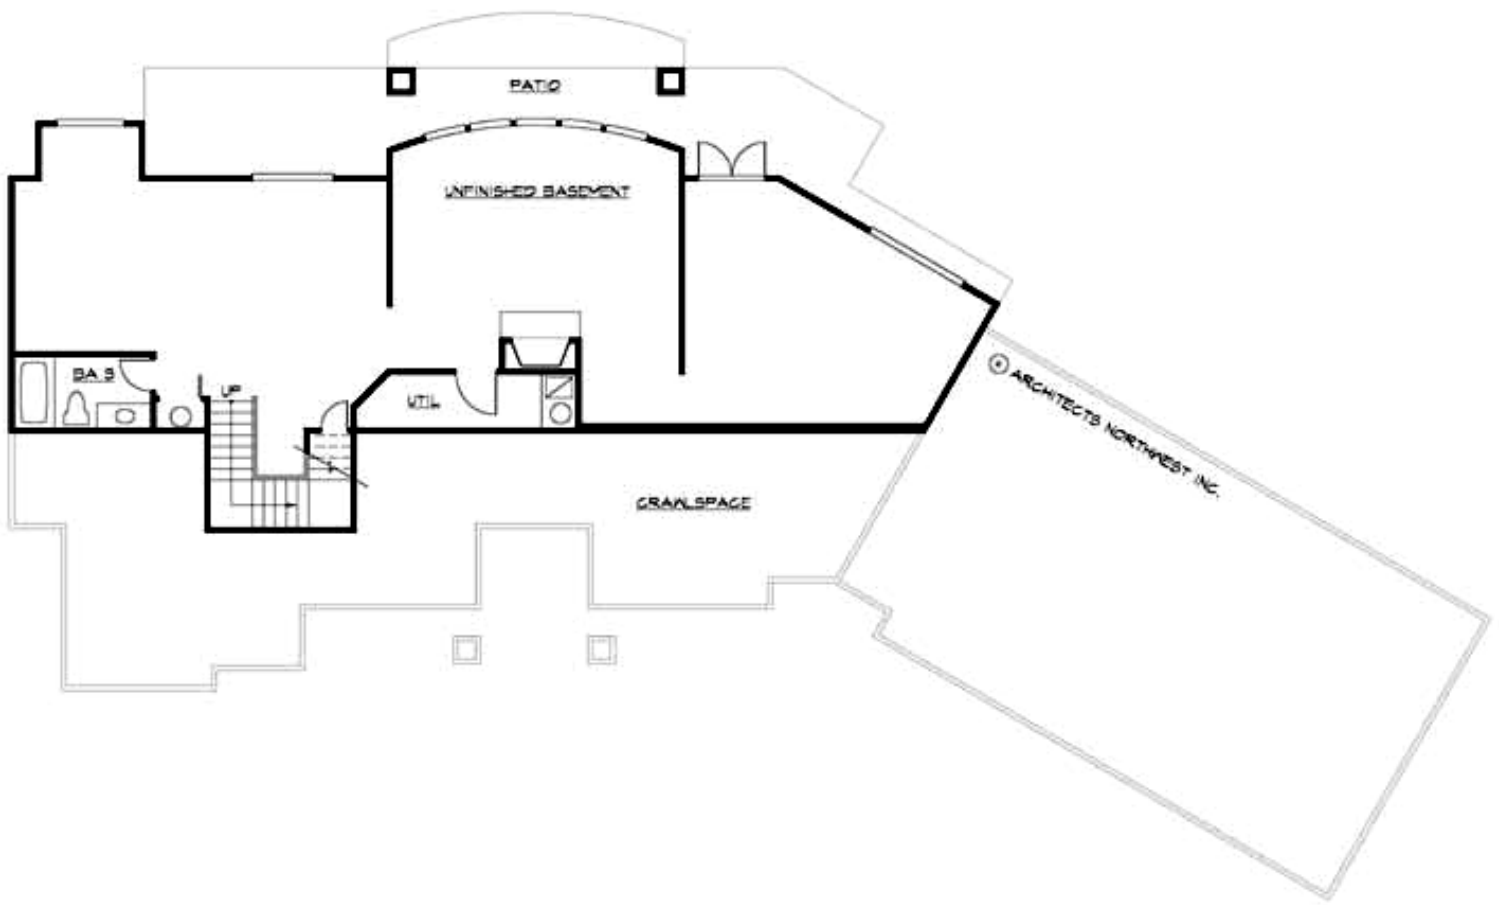 PATIO
UNFINISHED BASEMENT
BA 3
UP
UTIL
© ARCHITECTS NORTHWEST INC.
CRAWLSPACE